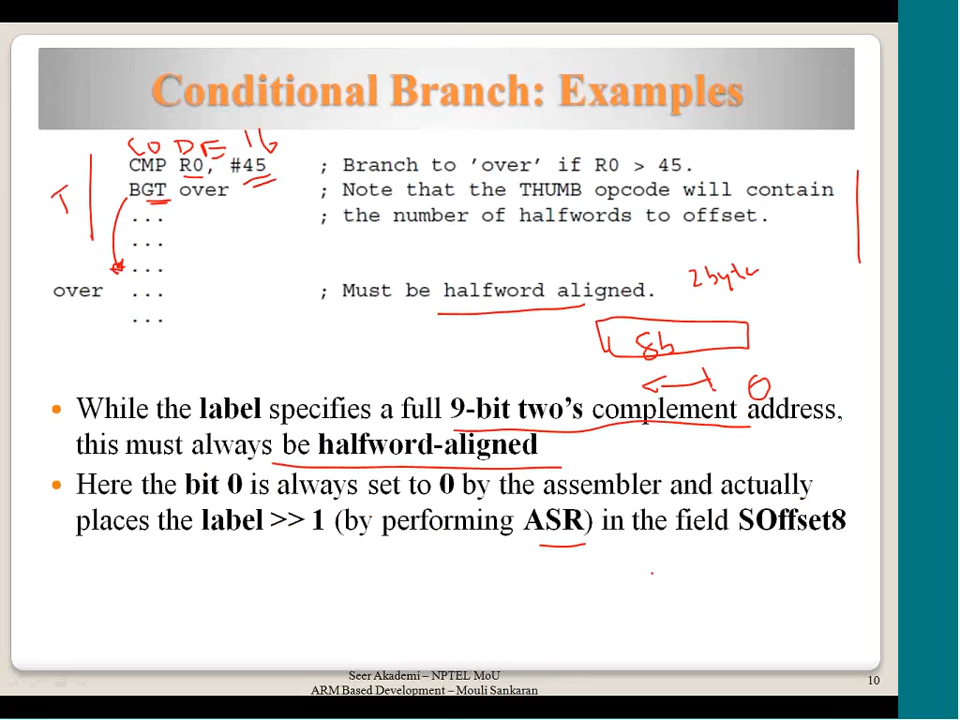 Conditional Branch: Examples
CODE 16
CMP R0, #45 ; Branch to ’over’ if R0 > 45.
T BGT over ; Note that the THUMB opcode will contain
... ; the number of halfwords to offset.
...
...
2 byte
over ... ; Must be halfword aligned.
...
8b
0
• While the label specifies a full 9-bit two’s complement address,
this must always be halfword-aligned
• Here the bit 0 is always set to 0 by the assembler and actually
places the label >> 1 (by performing ASR) in the field SOffset8
Seer Akademi – NPTEL MoU
ARM Based Development – Mouli Sankaran
10